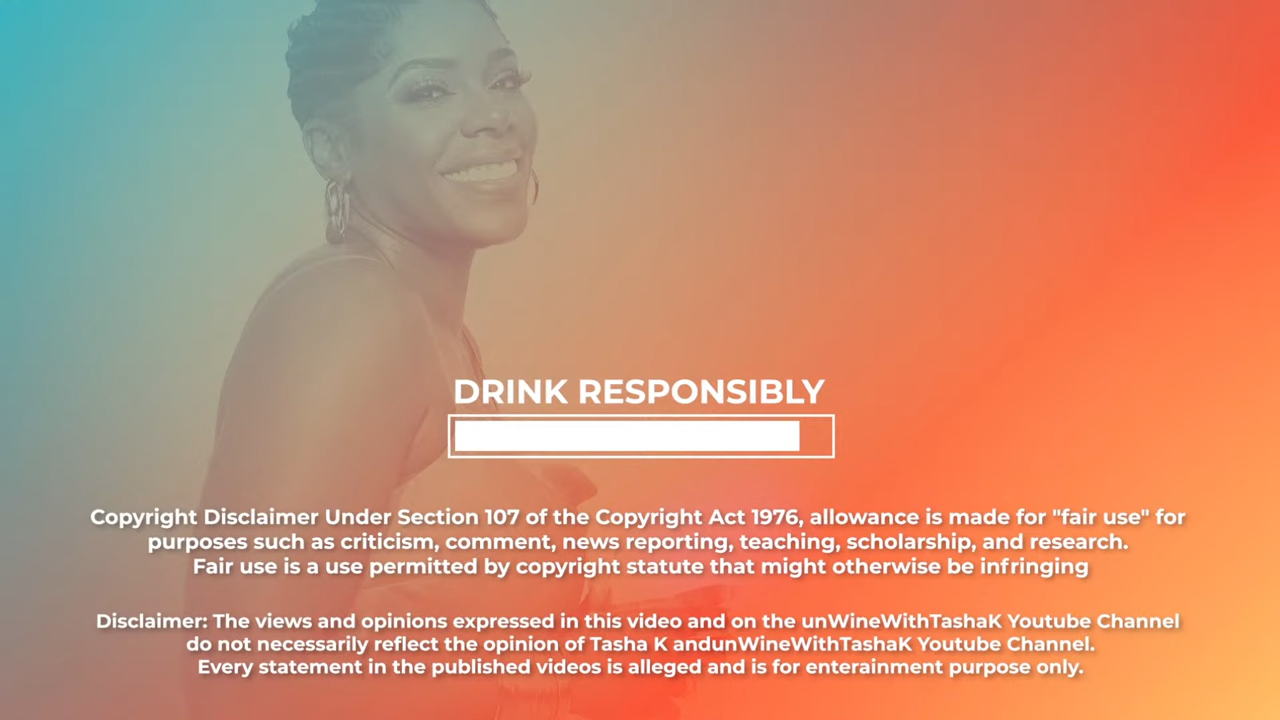 DRINK RESPONSIBLY
Copyright Disclaimer Under Section 107 of the Copyright Act 1976, allowance is made for "fair use" for
purposes such as criticism, comment, news reporting, teaching, scholarship, and research.
Fair use is a use permitted by copyright statute that might otherwise be infringing
Disclaimer: The views and opinions expressed in this video and on the unWineWithTashaK Youtube Channel
do not necessarily reflect the opinion of Tasha K andunWineWithTashaK Youtube Channel.
Every statement in the published videos is alleged and is for enterainment purpose only.